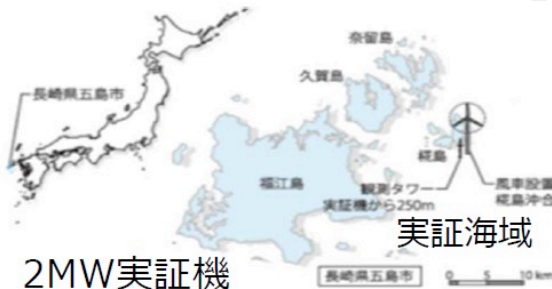 奈留島
久賀島
長崎県五島市
椛島
福江島
観測タワー
実証機から250m
風車設置
椛島沖合
実証海域
2MW実証機
長崎県五島市
0 5 10 km